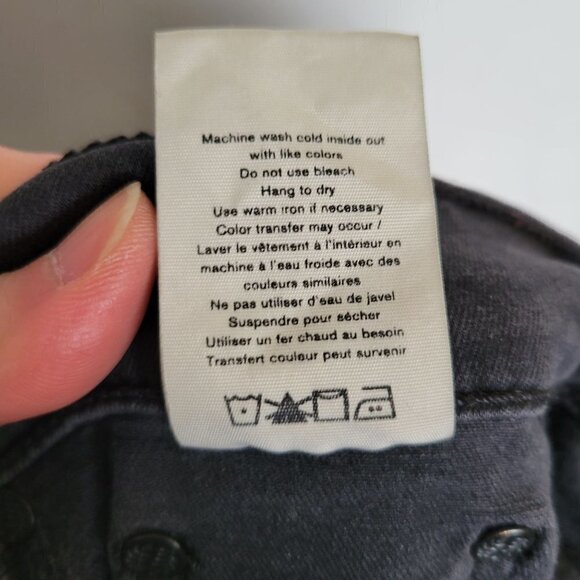 Machine wash cold inside out
with like colors
Do not use bleach
Hang to dry
Use warm iron if necessary
Color transfer may occur /
Laver le vêtement à l'intérieur en
machine à l'eau froide avec des
couleurs similaires
Ne pas utiliser d'eau de javel
Suspendre pour sécher
Utiliser un fer chaud au besoin
Transfert couleur peut survenir